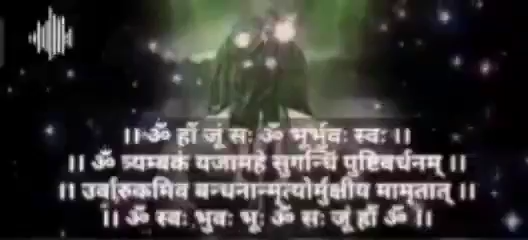 ।। ॐ हौं जूं सः ॐ भूर्भुवः स्वः ।।
।। ॐ त्र्यम्बकं यजामहे सुगन्धिं पुष्टिवर्धनम् ।।
।। उर्वारुकमिव बन्धनान्मृत्योर्मुक्षीय मामृतात् ।।
।। ॐ स्वः भुवः भूः ॐ सः जूं हौं ॐ ।।